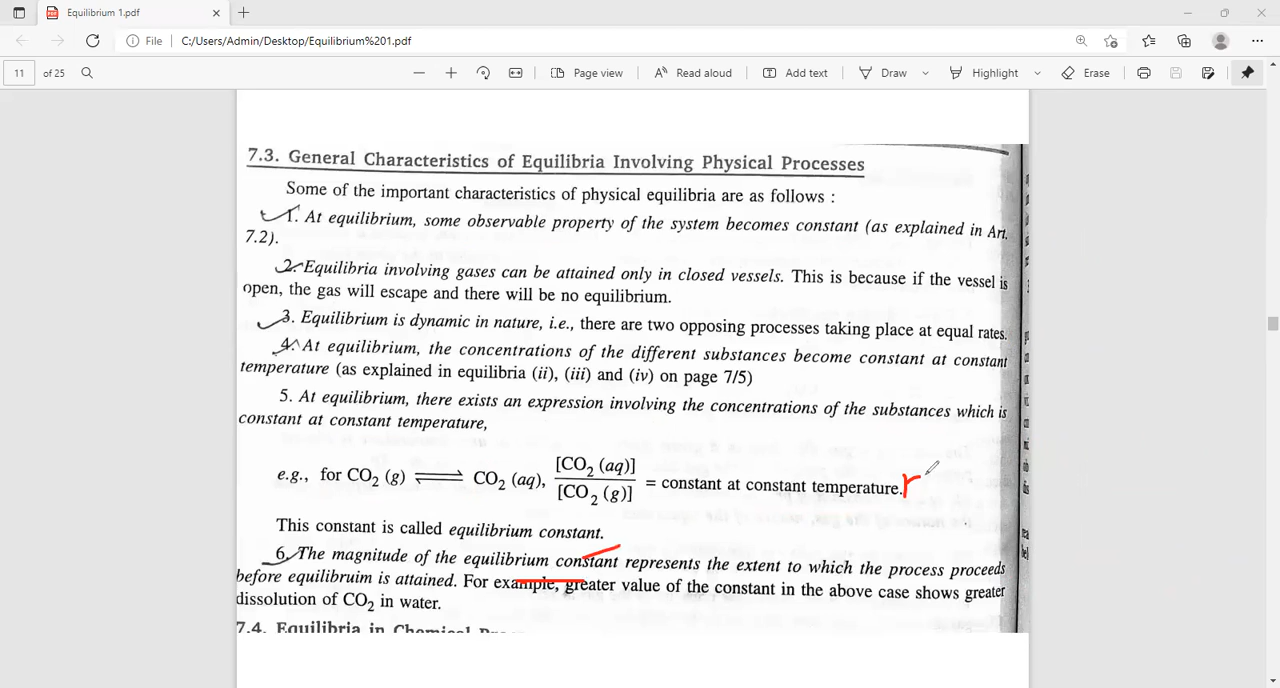 Equilibrium 1.pdf
File C:/Users/Admin/Desktop/Equilibrium%201.pdf
11 of 25 Page view Read aloud Add text Draw Highlight Erase
7.3. General Characteristics of Equilibria Involving Physical Processes
Some of the important characteristics of physical equilibria are as follows :
1. At equilibrium, some observable property of the system becomes constant (as explained in Art.
7.2).
2. Equilibria involving gases can be attained only in closed vessels. This is because if the vessel is
open, the gas will escape and there will be no equilibrium.
3. Equilibrium is dynamic in nature, i.e., there are two opposing processes taking place at equal rates.
4. At equilibrium, the concentrations of the different substances become constant at constant
temperature (as explained in equilibria (ii), (iii) and (iv) on page 7/5)
5. At equilibrium, there exists an expression involving the concentrations of the substances which is
constant at constant temperature,
e.g., for CO₂ (g) ⇌ CO₂ (aq), [CO₂ (aq)] / [CO₂ (g)] = constant at constant temperature. r
This constant is called equilibrium constant.
6. The magnitude of the equilibrium constant represents the extent to which the process proceeds
before equilibruim is attained. For example, greater value of the constant in the above case shows greater
dissolution of CO₂ in water.
7.4. Equilibria in Chemical